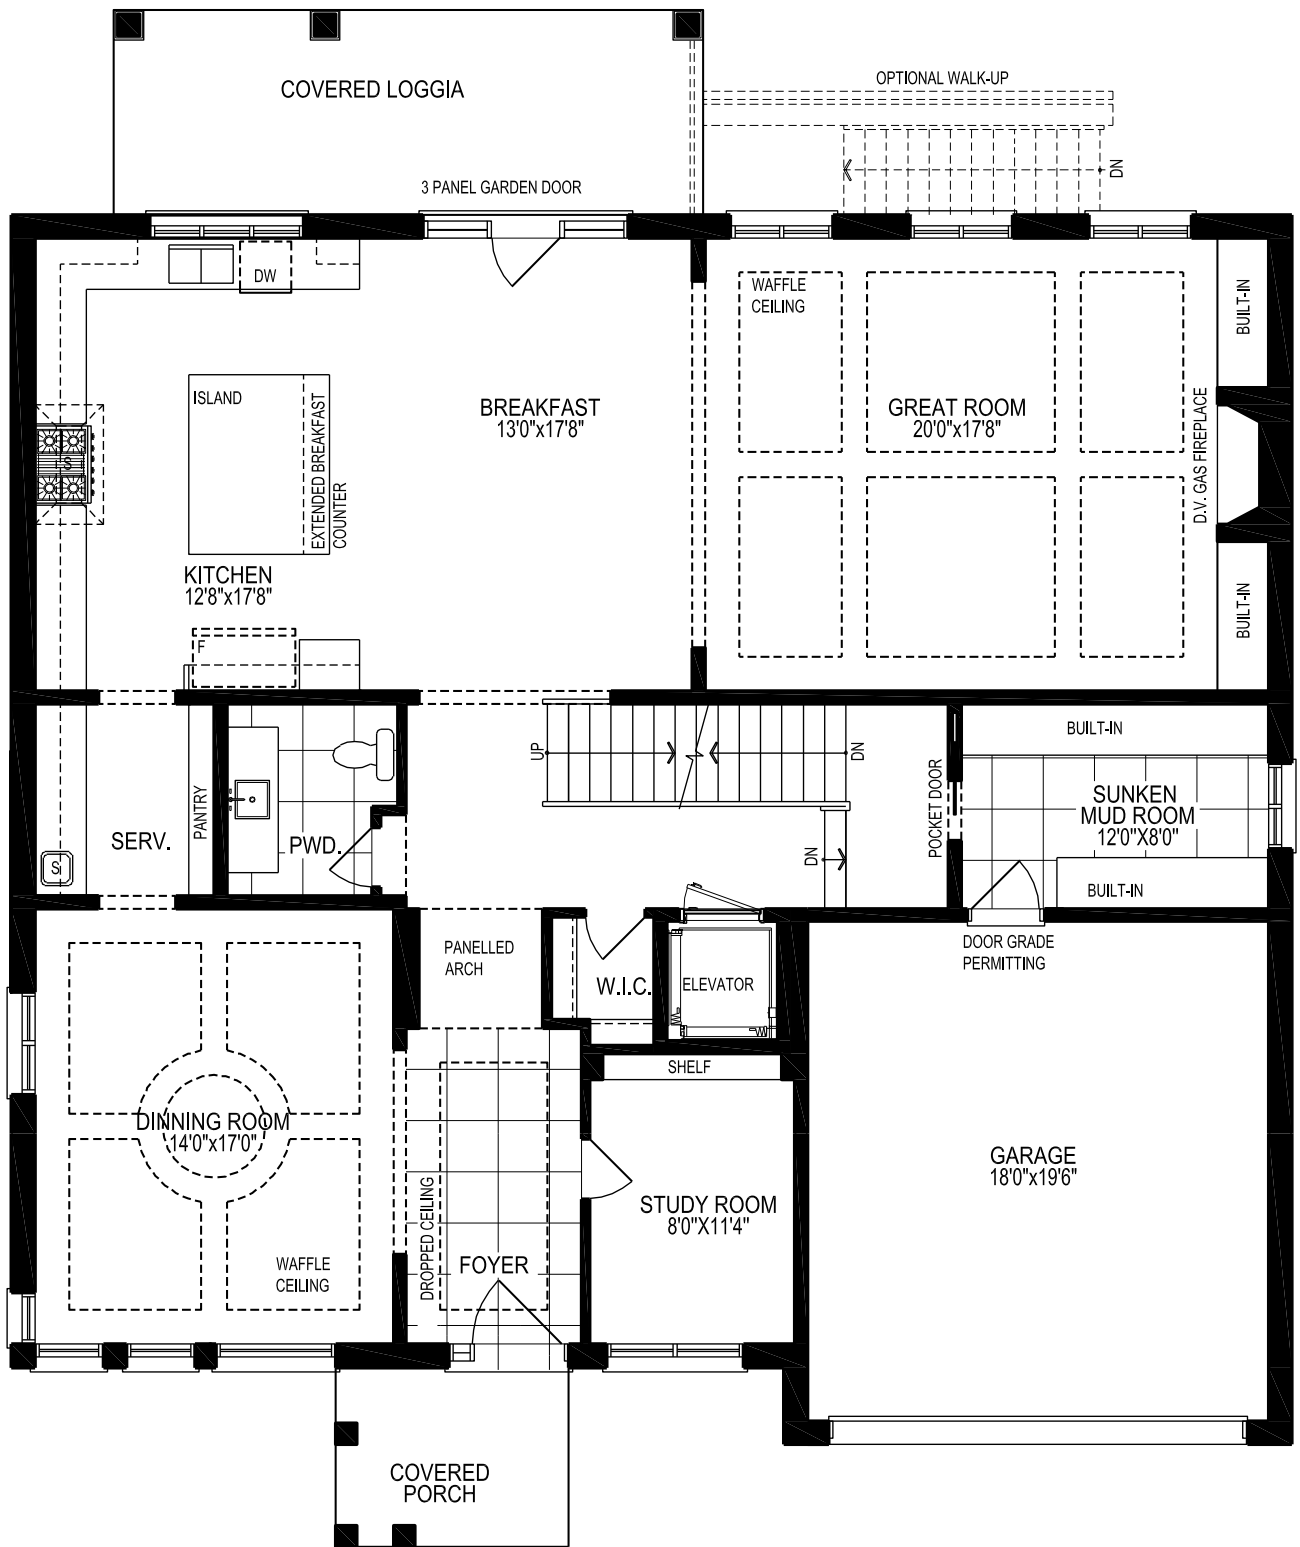 COVERED LOGGIA
OPTIONAL WALK-UP
DN
3 PANEL GARDEN DOOR
DW
WAFFLE
CEILING
BUILT-IN
ISLAND
EXTENDED BREAKFAST
COUNTER
BREAKFAST
13'0"x17'8"
GREAT ROOM
20'0"x17'8"
D.V. GAS FIREPLACE
S
KITCHEN
12'8"x17'8"
F
BUILT-IN
UP
DN
BUILT-IN
POCKET DOOR
SUNKEN
MUD ROOM
12'0"X8'0"
PANTRY
SERV.
PWD.
S
DN
BUILT-IN
PANELLED
ARCH
W.I.C.
ELEVATOR
DOOR GRADE
PERMITTING
SHELF
DINNING ROOM
14'0"x17'0"
DROPPED CEILING
GARAGE
18'0"x19'6"
STUDY ROOM
8'0"X11'4"
WAFFLE
CEILING
FOYER
COVERED
PORCH